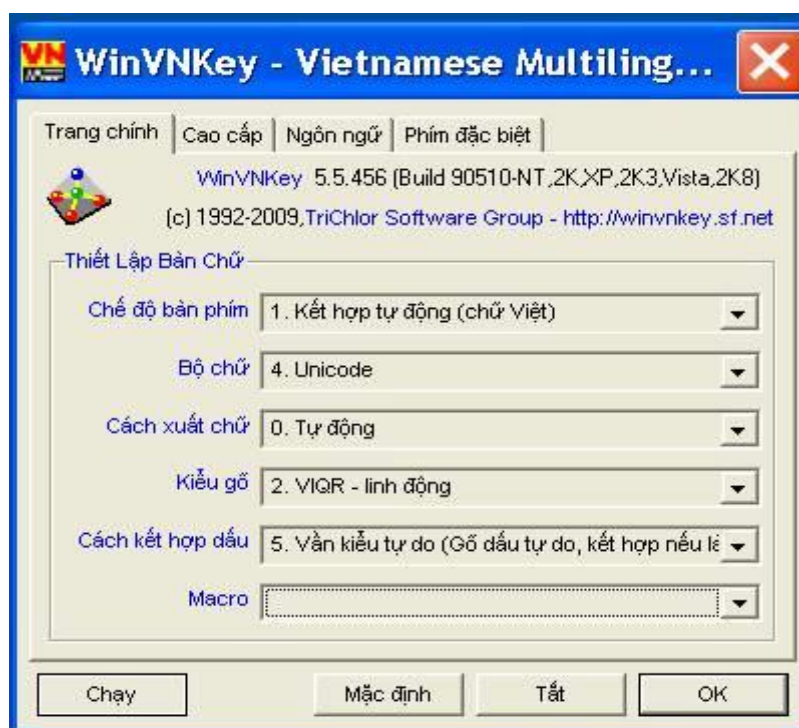 WinVNKey - Vietnamese Multiling...
Trang chính Cao cấp Ngôn ngữ Phím đặc biệt
WinVNKey 5.5.456 (Build 90510-NT,2K,XP,2K3,Vista,2K8)
(c) 1992-2009,TriChlor Software Group - http://winvnkey.sf.net
Thiết Lập Bàn Chữ
Chế độ bàn phím 1. Kết hợp tự động (chữ Việt)
Bộ chữ 4. Unicode
Cách xuất chữ 0. Tự động
Kiểu gõ 2. VIQR - linh động
Cách kết hợp dấu 5. Vần kiểu tự do (Gõ dấu tự do, kết hợp nếu là
Macro
Chạy Mặc định Tắt OK